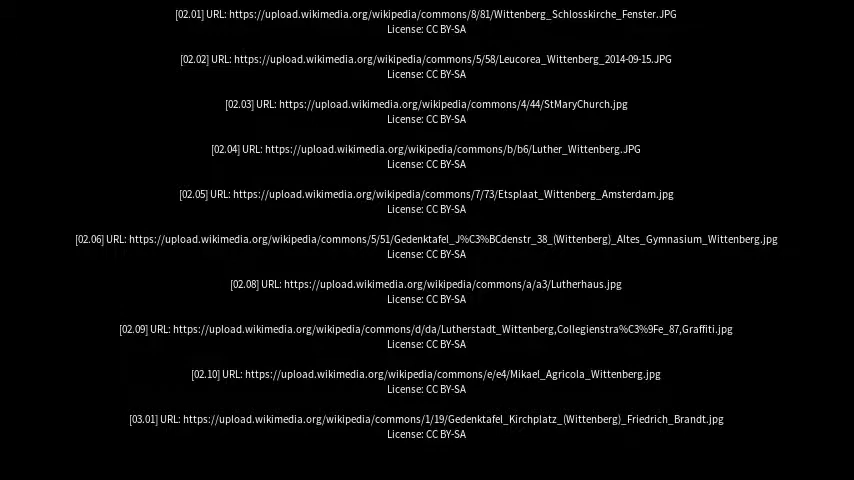 [02.01] URL: https://upload.wikimedia.org/wikipedia/commons/8/81/Wittenberg_Schlosskirche_Fenster.JPG
License: CC BY-SA
[02.02] URL: https://upload.wikimedia.org/wikipedia/commons/5/58/Leucorea_Wittenberg_2014-09-15.JPG
License: CC BY-SA
[02.03] URL: https://upload.wikimedia.org/wikipedia/commons/4/44/StMaryChurch.jpg
License: CC BY-SA
[02.04] URL: https://upload.wikimedia.org/wikipedia/commons/b/b6/Luther_Wittenberg.JPG
License: CC BY-SA
[02.05] URL: https://upload.wikimedia.org/wikipedia/commons/7/73/Etsplaat_Wittenberg_Amsterdam.jpg
License: CC BY-SA
[02.06] URL: https://upload.wikimedia.org/wikipedia/commons/5/51/Gedenktafel_J%C3%BCdenstr_38_(Wittenberg)_Altes_Gymnasium_Wittenberg.jpg
License: CC BY-SA
[02.08] URL: https://upload.wikimedia.org/wikipedia/commons/a/a3/Lutherhaus.jpg
License: CC BY-SA
[02.09] URL: https://upload.wikimedia.org/wikipedia/commons/d/da/Lutherstadt_Wittenberg,Collegienstra%C3%9Fe_87,Graffiti.jpg
License: CC BY-SA
[02.10] URL: https://upload.wikimedia.org/wikipedia/commons/e/e4/Mikael_Agricola_Wittenberg.jpg
License: CC BY-SA
[03.01] URL: https://upload.wikimedia.org/wikipedia/commons/1/19/Gedenktafel_Kirchplatz_(Wittenberg)_Friedrich_Brandt.jpg
License: CC BY-SA